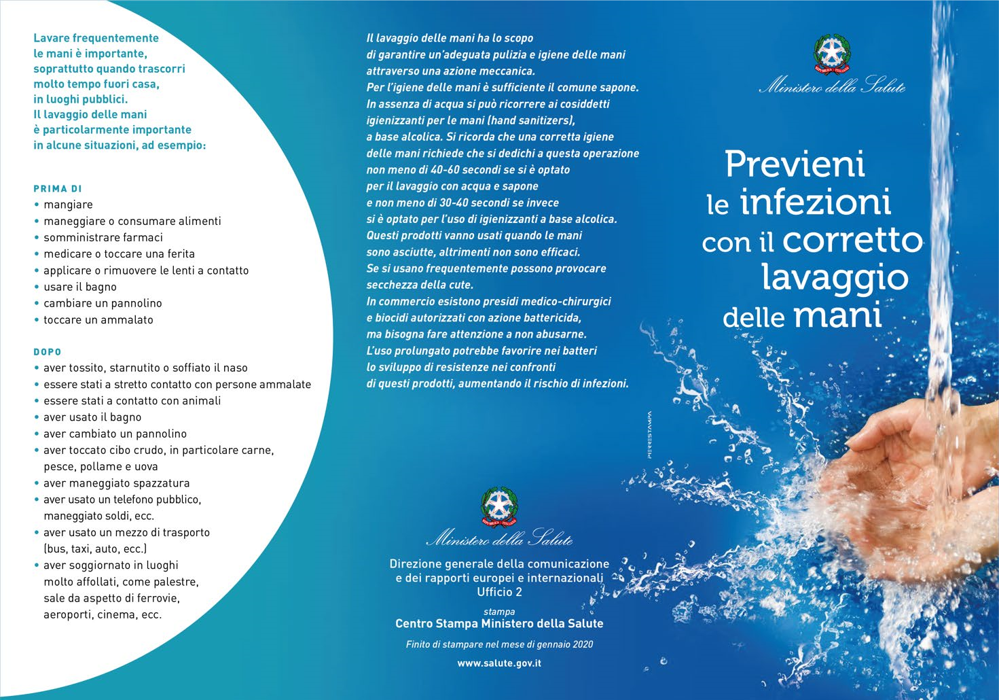 Lavare frequentemente
le mani è importante,
soprattutto quando trascorri
molto tempo fuori casa,
in luoghi pubblici.
Il lavaggio delle mani
è particolarmente importante
in alcune situazioni, ad esempio:
PRIMA DI
• mangiare
• maneggiare o consumare alimenti
• somministrare farmaci
• medicare o toccare una ferita
• applicare o rimuovere le lenti a contatto
• usare il bagno
• cambiare un pannolino
• toccare un ammalato
DOPO
• aver tossito, starnutito o soffiato il naso
• essere stati a stretto contatto con persone ammalate
• essere stati a contatto con animali
• aver usato il bagno
• aver cambiato un pannolino
• aver toccato cibo crudo, in particolare carne,
pesce, pollame e uova
• aver maneggiato spazzatura
• aver usato un telefono pubblico,
maneggiato soldi, ecc.
• aver usato un mezzo di trasporto
(bus, taxi, auto, ecc.)
• aver soggiornato in luoghi
molto affollati, come palestre,
sale da aspetto di ferrovie,
aeroporti, cinema, ecc.
Il lavaggio delle mani ha lo scopo
di garantire un'adeguata pulizia e igiene delle mani
attraverso una azione meccanica.
Per l'igiene delle mani è sufficiente il comune sapone.
In assenza di acqua si può ricorrere ai cosiddetti
igienizzanti per le mani (hand sanitizers),
a base alcolica. Si ricorda che una corretta igiene
delle mani richiede che si dedichi a questa operazione
non meno di 40-60 secondi se si è optato
per il lavaggio con acqua e sapone
e non meno di 30-40 secondi se invece
si è optato per l'uso di igienizzanti a base alcolica.
Questi prodotti vanno usati quando le mani
sono asciutte, altrimenti non sono efficaci.
Se si usano frequentemente possono provocare
secchezza della cute.
In commercio esistono presidi medico-chirurgici
e biocidi autorizzati con azione battericida,
ma bisogna fare attenzione a non abusarne.
L'uso prolungato potrebbe favorire nei batteri
lo sviluppo di resistenze nei confronti
di questi prodotti, aumentando il rischio di infezioni.
PIERRESTAMPA
REPVBBLICA ITALIANA
Ministero della Salute
Direzione generale della comunicazione
e dei rapporti europei e internazionali
Ufficio 2
stampa
Centro Stampa Ministero della Salute
Finito di stampare nel mese di gennaio 2020
www.salute.gov.it
REPVBBLICA ITALIANA
Ministero della Salute
Previeni
le infezioni
con il corretto
lavaggio
delle mani